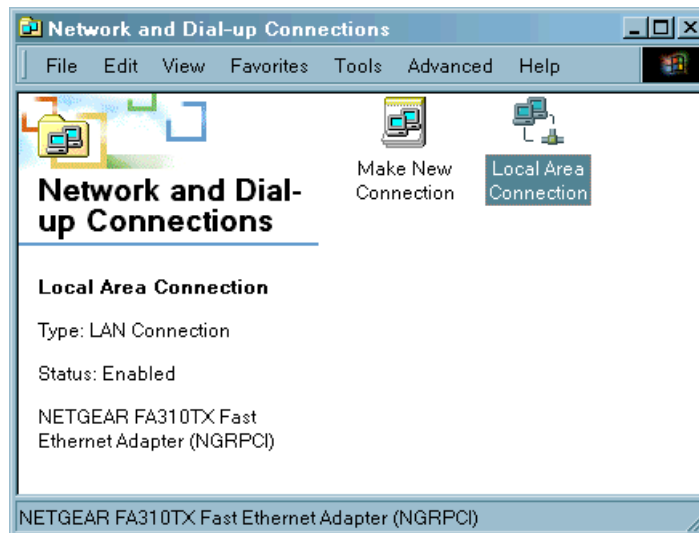 Network and Dial-up Connections
File Edit View Favorites Tools Advanced Help
Network and Dial-
up Connections
Local Area Connection
Type: LAN Connection
Status: Enabled
NETGEAR FA310TX Fast
Ethernet Adapter (NGRPCI)
Make New
Connection
Local Area
Connection
NETGEAR FA310TX Fast Ethernet Adapter (NGRPCI)